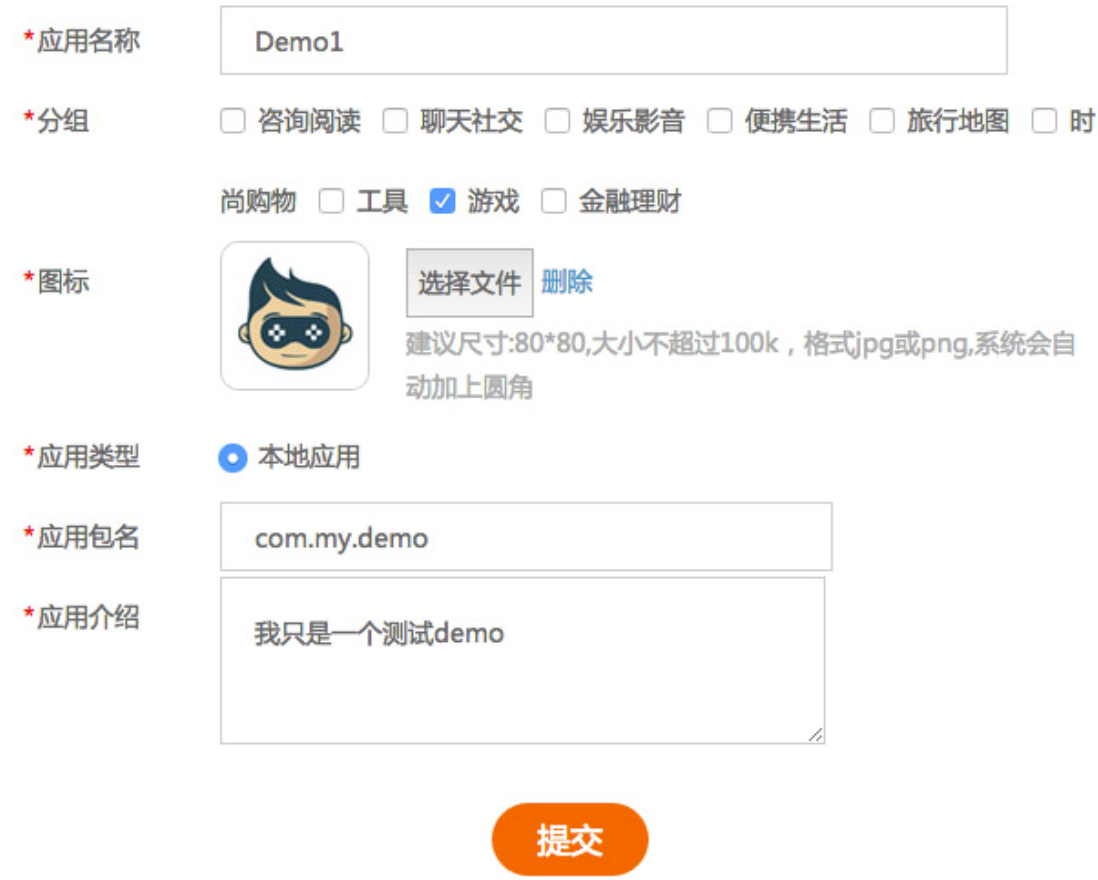 *应用名称 Demo1
*分组 咨询阅读 聊天社交 娱乐影音 便携生活 旅行地图 时
尚购物 工具 游戏 金融理财
*图标 选择文件 删除
建议尺寸:80*80,大小不超过100k，格式jpg或png,系统会自
动加上圆角
*应用类型 本地应用
*应用包名 com.my.demo
*应用介绍 我只是一个测试demo
提交